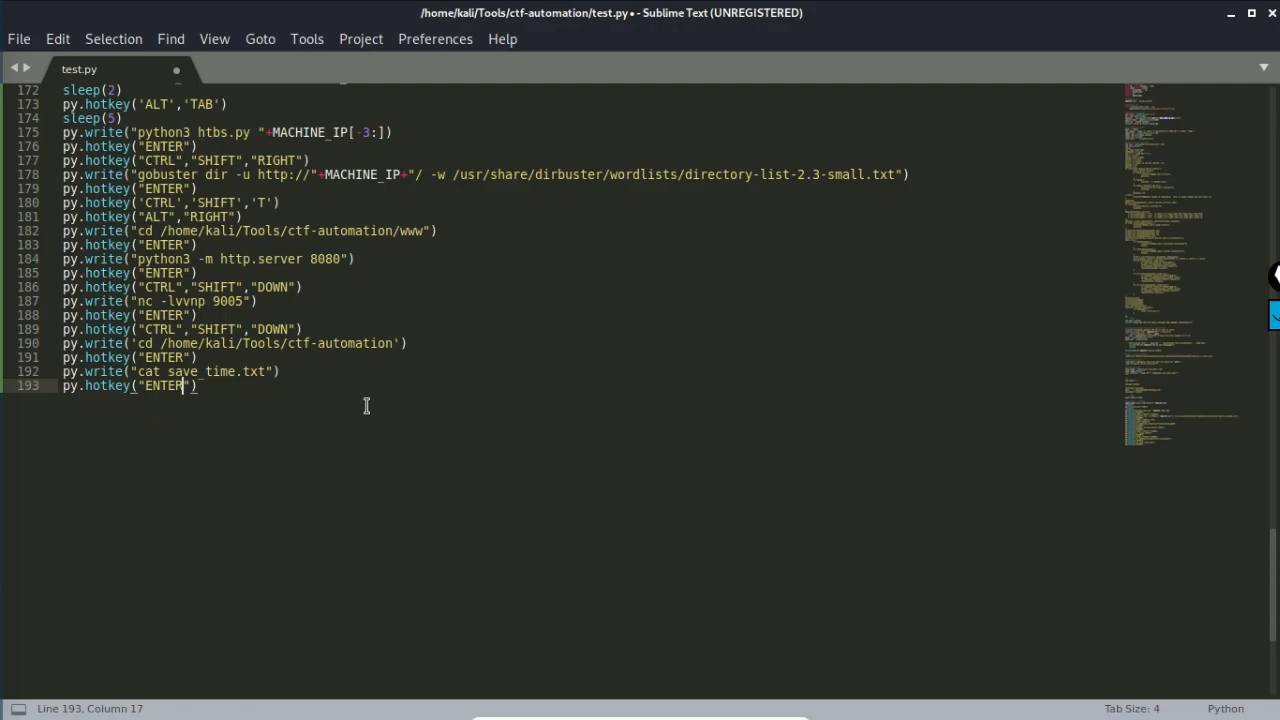 /home/kali/Tools/ctf-automation/test.py • - Sublime Text (UNREGISTERED)
File Edit Selection Find View Goto Tools Project Preferences Help
test.py
172 sleep(2)
173 py.hotkey('ALT','TAB')
174 sleep(5)
175 py.write("python3 htbs.py "+MACHINE_IP[-3:])
176 py.hotkey("ENTER")
177 py.hotkey("CTRL","SHIFT","RIGHT")
178 py.write("gobuster dir -u http://"+MACHINE_IP+"/ -w /usr/share/dirbuster/wordlists/directory-list-2.3-small.txt")
179 py.hotkey("ENTER")
180 py.hotkey('CTRL','SHIFT','T')
181 py.hotkey("ALT","RIGHT")
182 py.write("cd /home/kali/Tools/ctf-automation/www")
183 py.hotkey("ENTER")
184 py.write("python3 -m http.server 8080")
185 py.hotkey("ENTER")
186 py.hotkey("CTRL","SHIFT","DOWN")
187 py.write("nc -lvvnp 9005")
188 py.hotkey("ENTER")
189 py.hotkey("CTRL","SHIFT","DOWN")
190 py.write('cd /home/kali/Tools/ctf-automation')
191 py.hotkey("ENTER")
192 py.write("cat save_time.txt")
193 py.hotkey("ENTER")
Line 193, Column 17 Tab Size: 4 Python